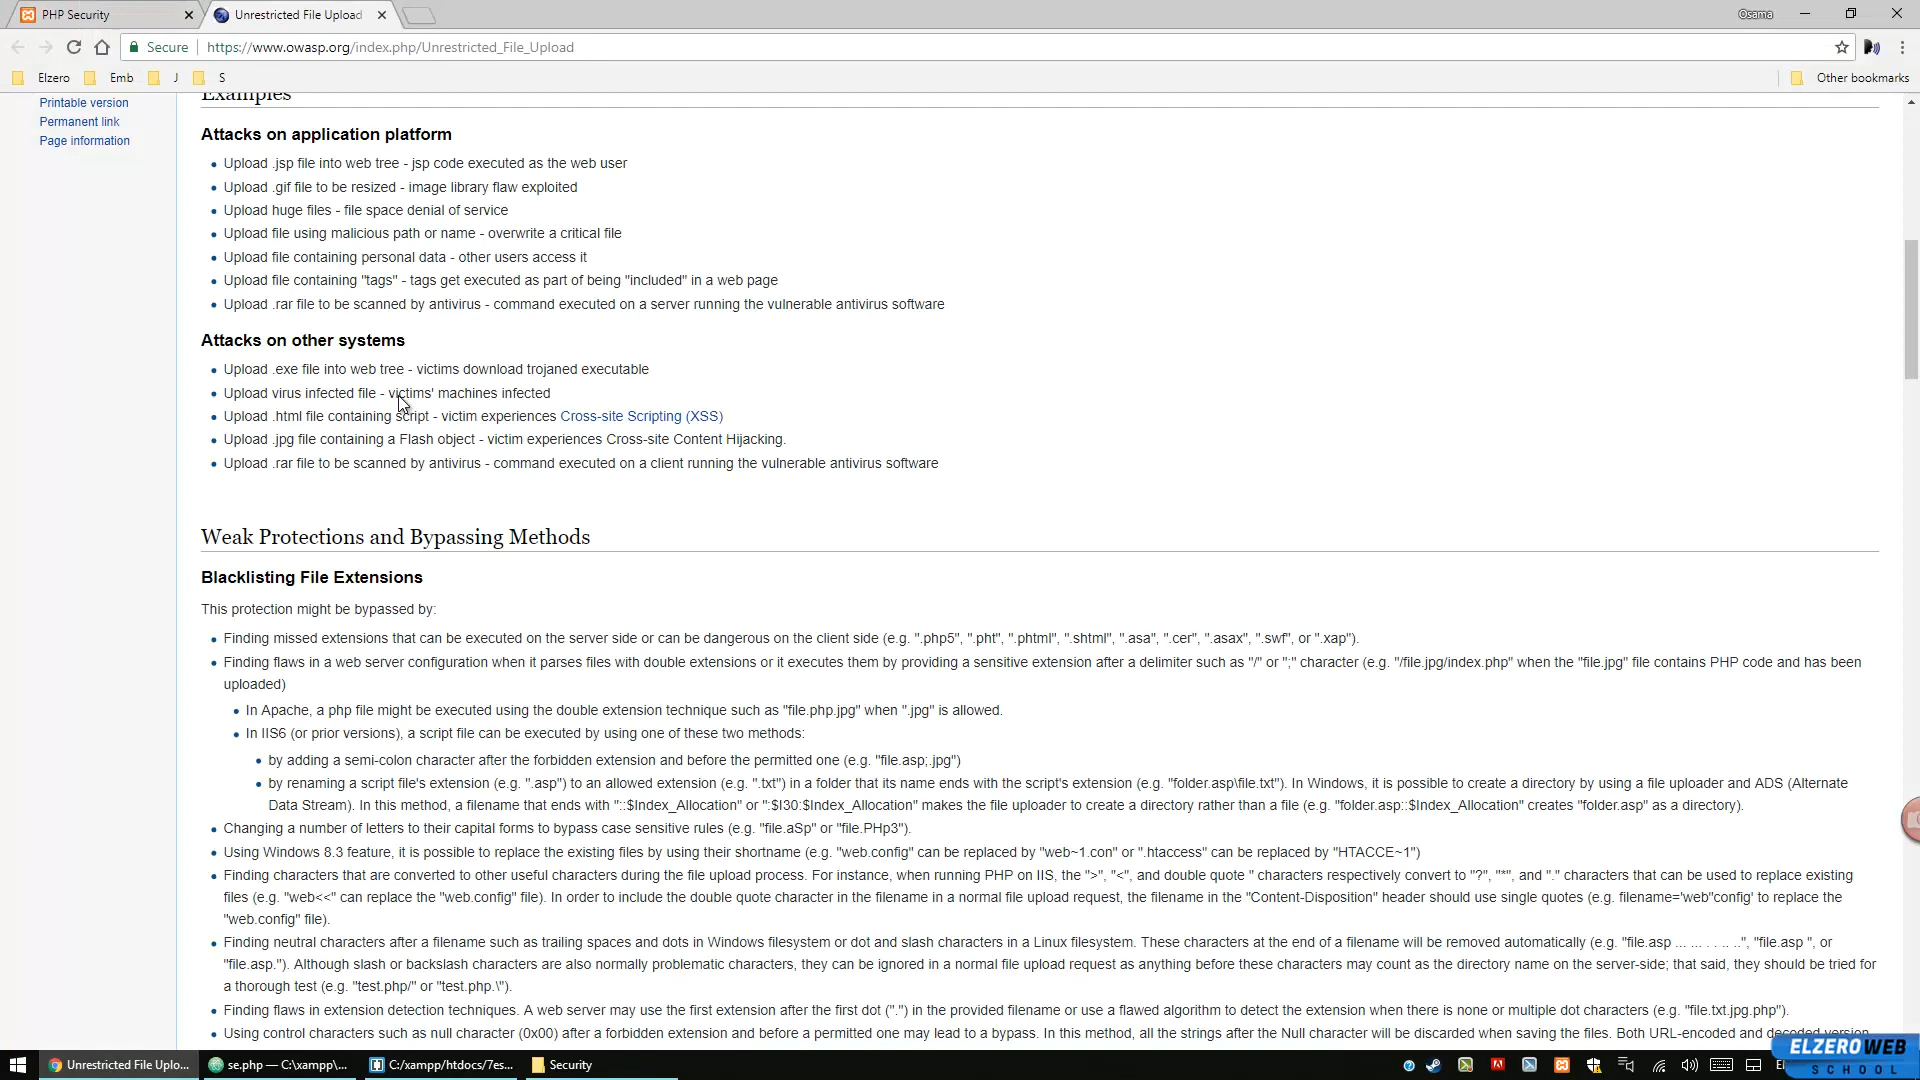 PHP Security
Unrestricted File Upload
Osama
Secure
https://www.owasp.org/index.php/Unrestricted_File_Upload
Elzero
Emb
J
S
Other bookmarks
Printable version
Permanent link
Page information
Examples
Attacks on application platform
Upload .jsp file into web tree - jsp code executed as the web user
Upload .gif file to be resized - image library flaw exploited
Upload huge files - file space denial of service
Upload file using malicious path or name - overwrite a critical file
Upload file containing personal data - other users access it
Upload file containing "tags" - tags get executed as part of being "included" in a web page
Upload .rar file to be scanned by antivirus - command executed on a server running the vulnerable antivirus software
Attacks on other systems
Upload .exe file into web tree - victims download trojaned executable
Upload virus infected file - victims' machines infected
Upload .html file containing script - victim experiences Cross-site Scripting (XSS)
Upload .jpg file containing a Flash object - victim experiences Cross-site Content Hijacking.
Upload .rar file to be scanned by antivirus - command executed on a client running the vulnerable antivirus software
Weak Protections and Bypassing Methods
Blacklisting File Extensions
This protection might be bypassed by:
Finding missed extensions that can be executed on the server side or can be dangerous on the client side (e.g. ".php5", ".pht", ".phtml", ".shtml", ".asa", ".cer", ".asax", ".swf", or ".xap").
Finding flaws in a web server configuration when it parses files with double extensions or it executes them by providing a sensitive extension after a delimiter such as "/" or ";" character (e.g. "/file.jpg/index.php" when the "file.jpg" file contains PHP code and has been
uploaded)
In Apache, a php file might be executed using the double extension technique such as "file.php.jpg" when ".jpg" is allowed.
In IIS6 (or prior versions), a script file can be executed by using one of these two methods:
by adding a semi-colon character after the forbidden extension and before the permitted one (e.g. "file.asp;.jpg")
by renaming a script file's extension (e.g. ".asp") to an allowed extension (e.g. ".txt") in a folder that its name ends with the script's extension (e.g. "folder.asp\file.txt"). In Windows, it is possible to create a directory by using a file uploader and ADS (Alternate
Data Stream). In this method, a filename that ends with "::$Index_Allocation" or ":$I30:$Index_Allocation" makes the file uploader to create a directory rather than a file (e.g. "folder.asp::$Index_Allocation" creates "folder.asp" as a directory).
Changing a number of letters to their capital forms to bypass case sensitive rules (e.g. "file.aSp" or "file.PHp3").
Using Windows 8.3 feature, it is possible to replace the existing files by using their shortname (e.g. "web.config" can be replaced by "web~1.con" or ".htaccess" can be replaced by "HTACCE~1")
Finding characters that are converted to other useful characters during the file upload process. For instance, when running PHP on IIS, the ">", "<", and double quote " characters respectively convert to "?", "*", and "." characters that can be used to replace existing
files (e.g. "web<<" can replace the "web.config" file). In order to include the double quote character in the filename in a normal file upload request, the filename in the "Content-Disposition" header should use single quotes (e.g. filename='web"config' to replace the
"web.config" file).
Finding neutral characters after a filename such as trailing spaces and dots in Windows filesystem or dot and slash characters in a Linux filesystem. These characters at the end of a filename will be removed automatically (e.g. "file.asp ... ... . . .. ..", "file.asp ", or
"file.asp."). Although slash or backslash characters are also normally problematic characters, they can be ignored in a normal file upload request as anything before these characters may count as the directory name on the server-side; that said, they should be tried for
a thorough test (e.g. "test.php/" or "test.php.\").
Finding flaws in extension detection techniques. A web server may use the first extension after the first dot (".") in the provided filename or use a flawed algorithm to detect the extension when there is none or multiple dot characters (e.g. "file.txt.jpg.php").
Using control characters such as null character (0x00) after a forbidden extension and before a permitted one may lead to a bypass. In this method, all the strings after the Null character will be discarded when saving the files. Both URL-encoded and decoded version
Unrestricted File Uplo...
se.php — C:\xampp\...
C:/xampp/htdocs/7es...
Security
ELZEROWEB
SCHOOL